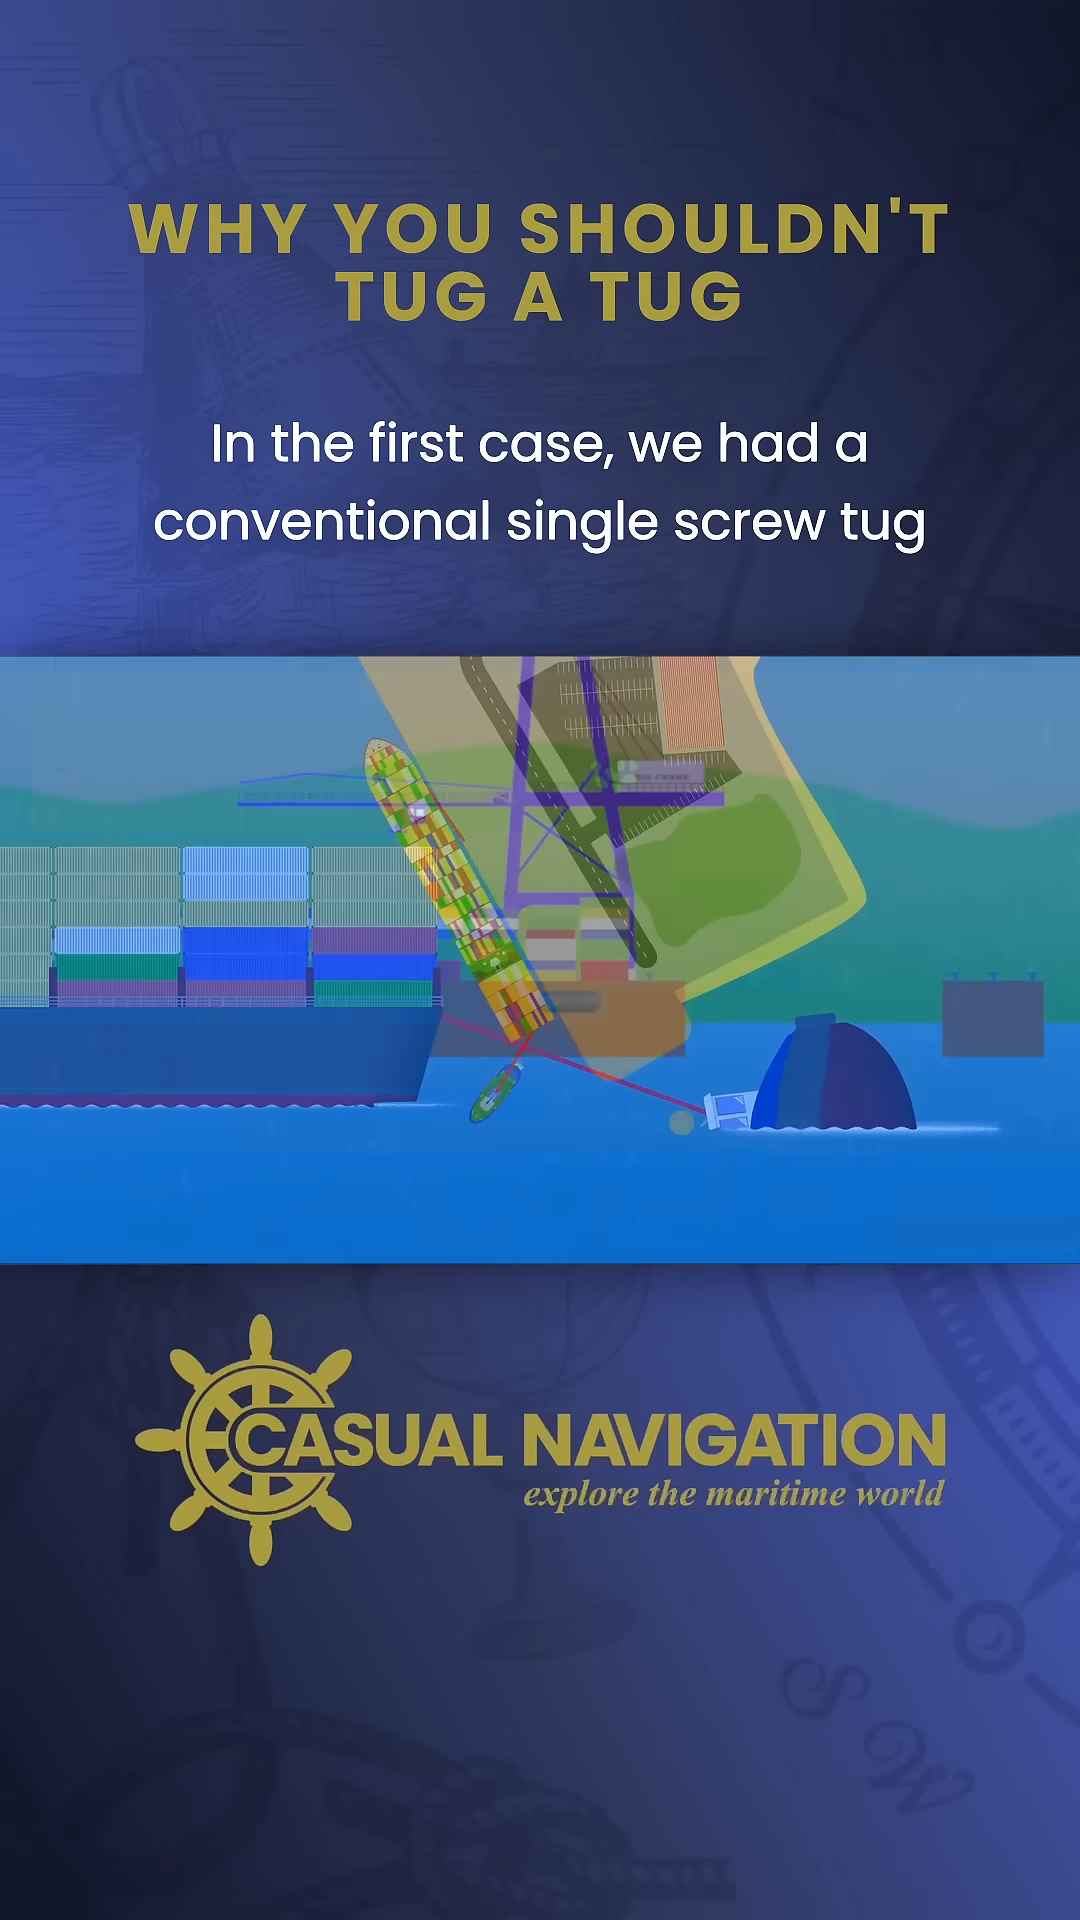 WHY YOU SHOULDN'T
TUG A TUG
In the first case, we had a
conventional single screw tug
CASUAL NAVIGATION
explore the maritime world
S W